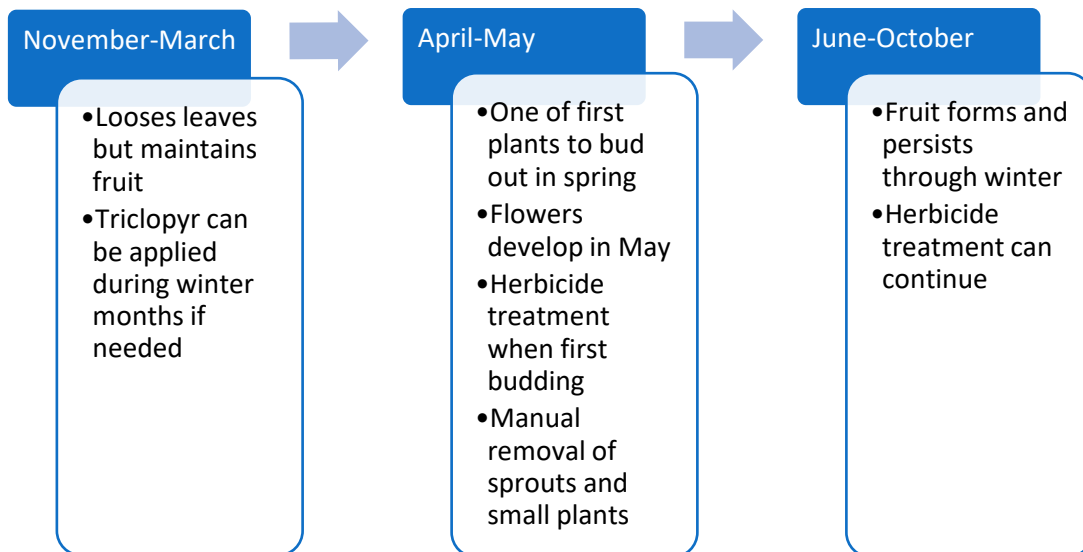 November-March
•Looses leaves
but maintains
fruit
•Triclopyr can
be applied
during winter
months if
needed
April-May
•One of first
plants to bud
out in spring
•Flowers
develop in May
•Herbicide
treatment
when first
budding
•Manual
removal of
sprouts and
small plants
June-October
•Fruit forms and
persists
through winter
•Herbicide
treatment can
continue